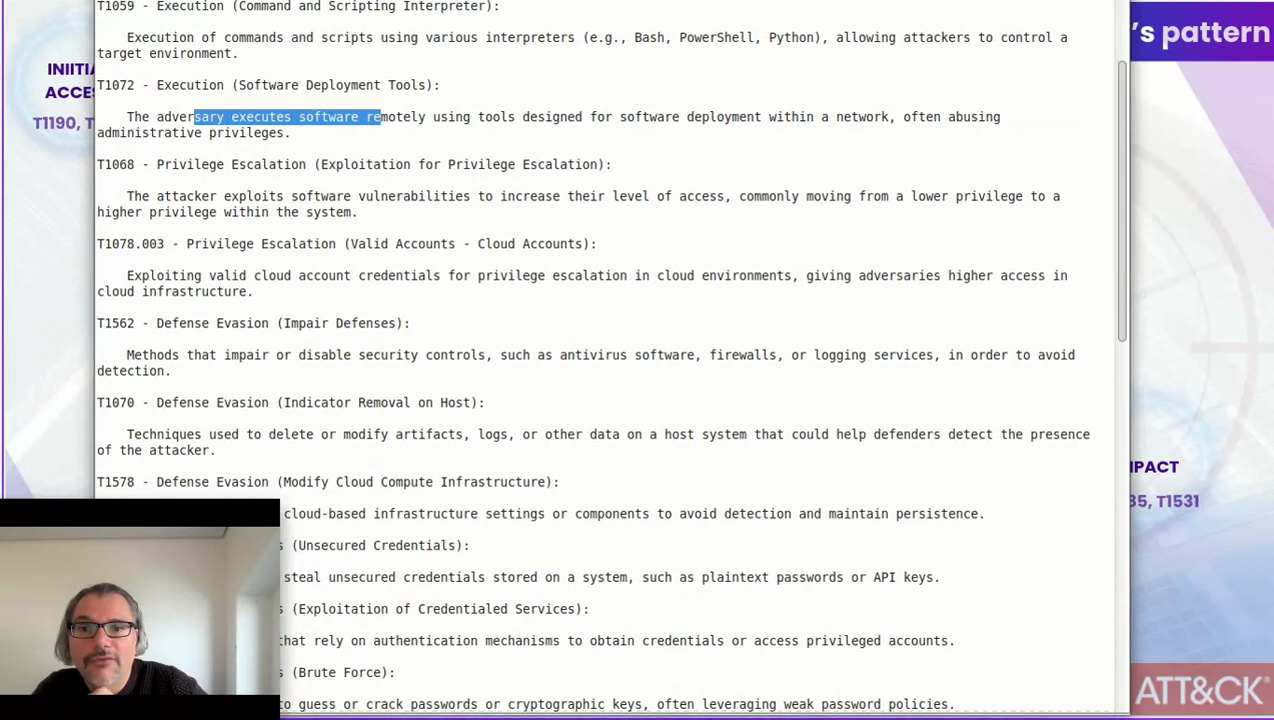 T1059 - Execution (Command and Scripting Interpreter):
Execution of commands and scripts using various interpreters (e.g., Bash, PowerShell, Python), allowing attackers to control a
target environment.
T1072 - Execution (Software Deployment Tools):
The adversary executes software remotely using tools designed for software deployment within a network, often abusing
administrative privileges.
T1068 - Privilege Escalation (Exploitation for Privilege Escalation):
The attacker exploits software vulnerabilities to increase their level of access, commonly moving from a lower privilege to a
higher privilege within the system.
T1078.003 - Privilege Escalation (Valid Accounts - Cloud Accounts):
Exploiting valid cloud account credentials for privilege escalation in cloud environments, giving adversaries higher access in
cloud infrastructure.
T1562 - Defense Evasion (Impair Defenses):
Methods that impair or disable security controls, such as antivirus software, firewalls, or logging services, in order to avoid
detection.
T1070 - Defense Evasion (Indicator Removal on Host):
Techniques used to delete or modify artifacts, logs, or other data on a host system that could help defenders detect the presence
of the attacker.
T1578 - Defense Evasion (Modify Cloud Compute Infrastructure):
cloud-based infrastructure settings or components to avoid detection and maintain persistence.
s (Unsecured Credentials):
steal unsecured credentials stored on a system, such as plaintext passwords or API keys.
s (Exploitation of Credentialed Services):
that rely on authentication mechanisms to obtain credentials or access privileged accounts.
s (Brute Force):
to guess or crack passwords or cryptographic keys, often leveraging weak password policies.
INIITIA
ACCES
T1190, T
's pattern
MPACT
35, T1531
ATT&CK®